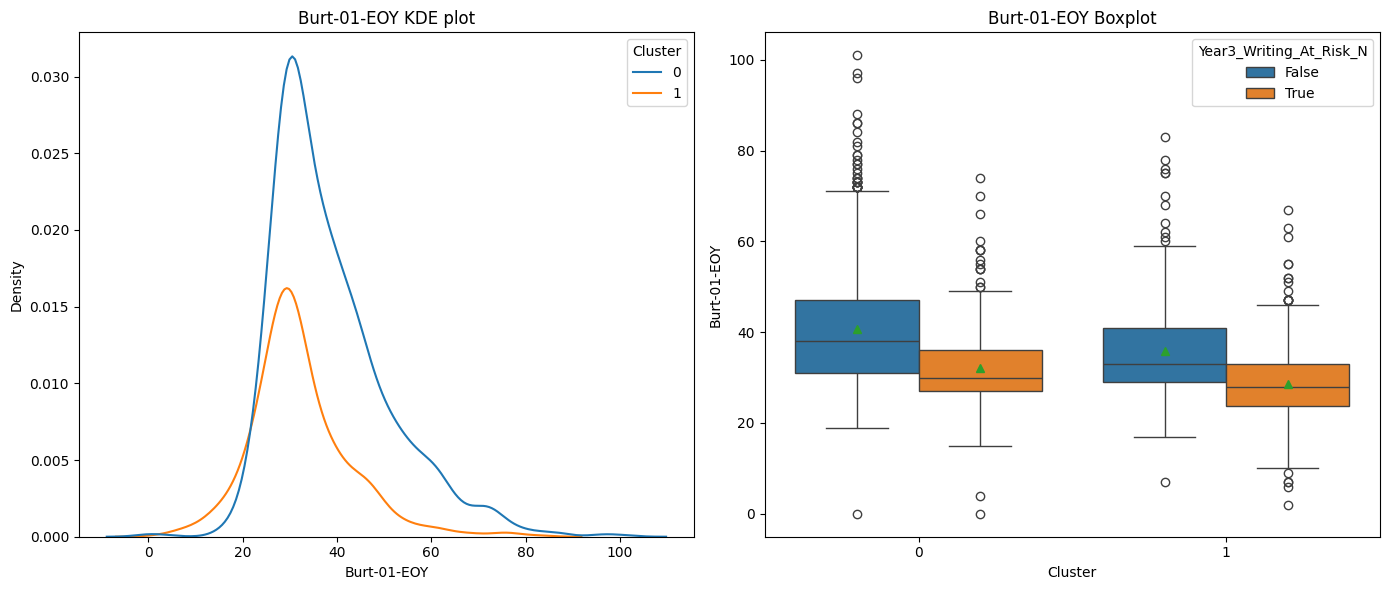 Burt-01-EOY KDE plot
Cluster
0
1
0.030
0.025
0.020
0.015
0.010
0.005
0.000
Density
0 20 40 60 80 100
Burt-01-EOY
Burt-01-EOY Boxplot
Year3_Writing_At_Risk_N
False
True
100
80
60
40
20
0
Burt-01-EOY
0 1
Cluster